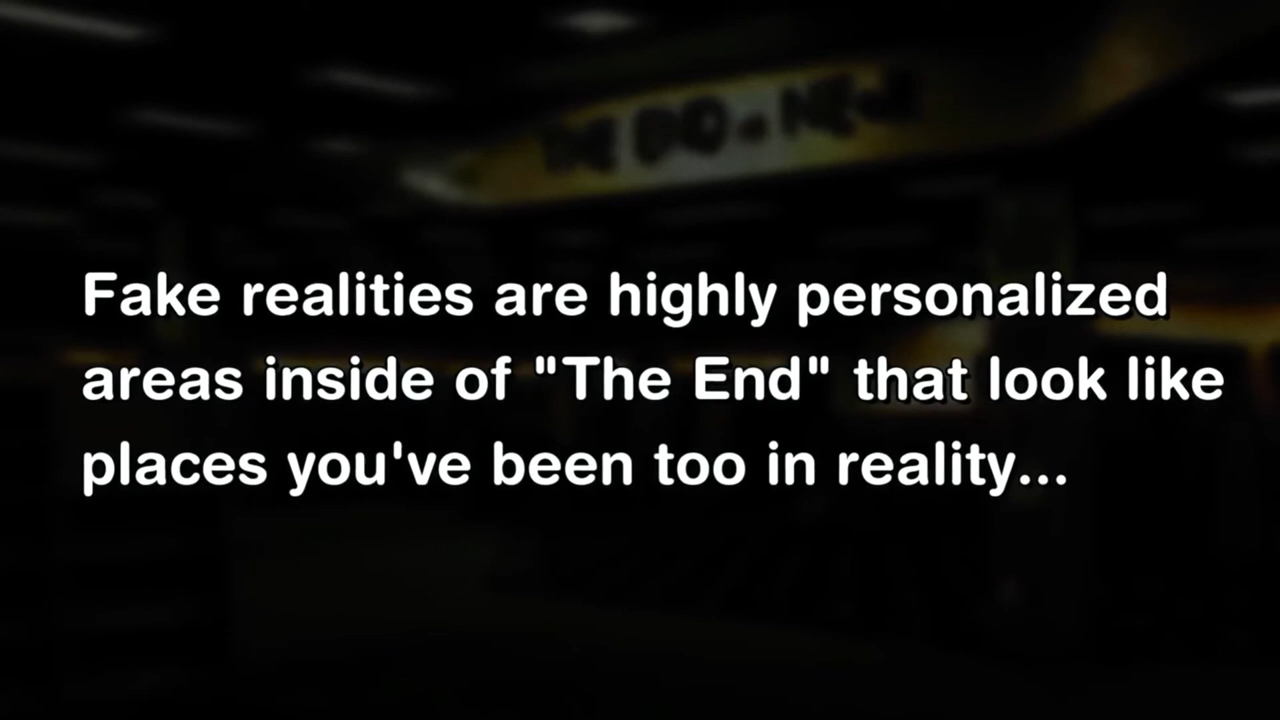 Fake realities are highly personalized
areas inside of "The End" that look like
places you've been too in reality...